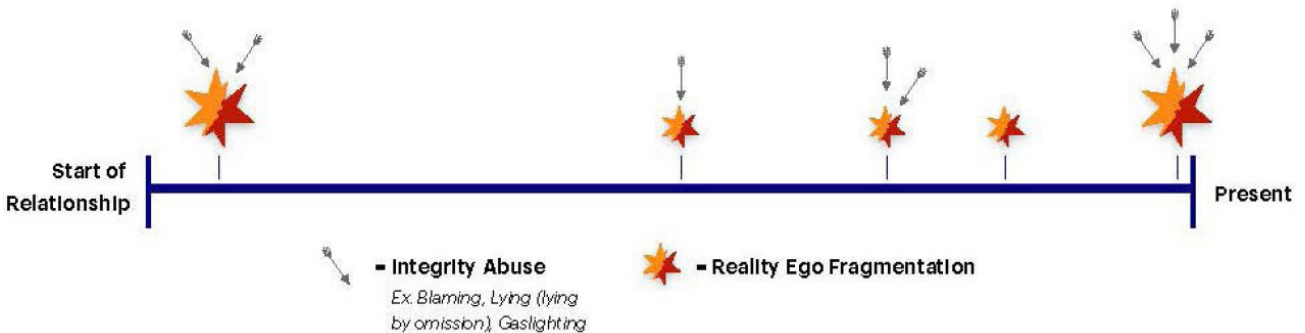 Start of
Relationship
Present
- Integrity Abuse
Ex. Blaming, Lying (lying
by omission), Gaslighting
- Reality Ego Fragmentation